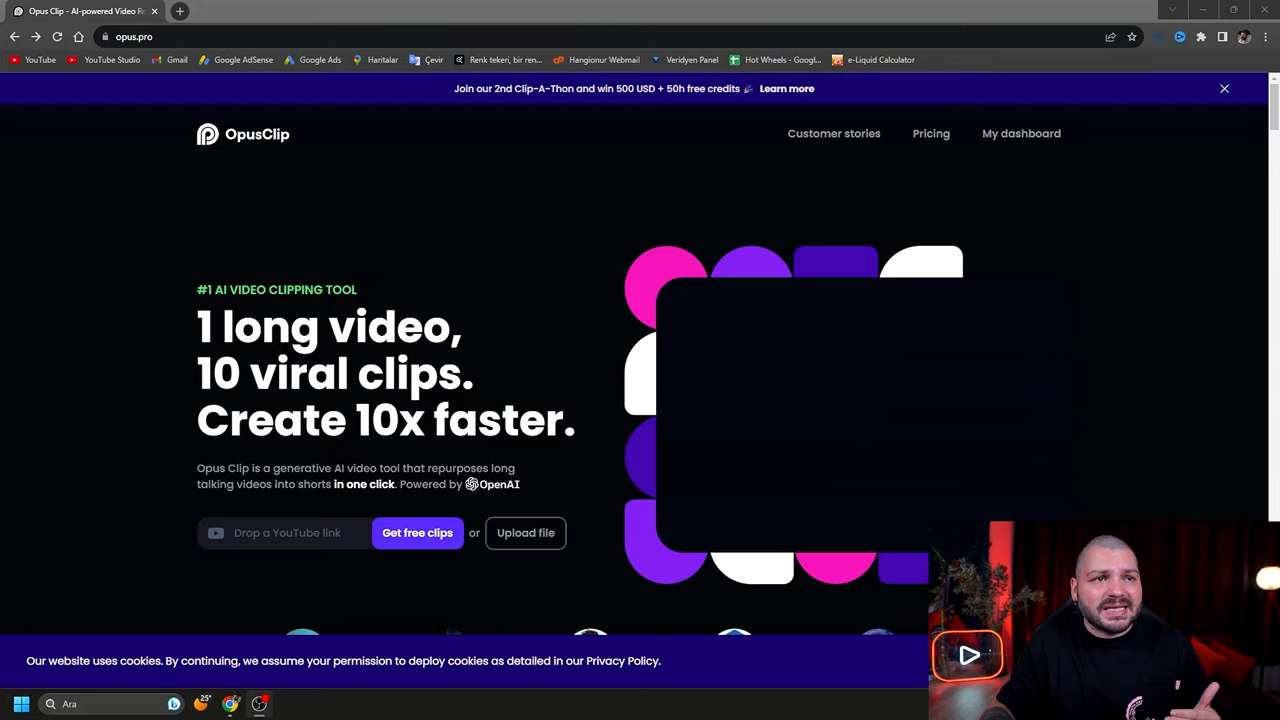 Opus Clip – AI-powered Video Re
opus.pro
YouTube
YouTube Studio
Gmail
Google AdSense
Google Ads
Haritalar
Çevir
Renk tekeri, bir ren...
Hangionur Webmail
Veridyen Panel
Hot Wheels - Googl...
e-Liquid Calculator
Join our 2nd Clip-A-Thon and win 500 USD + 50h free credits 🎉 Learn more
OpusClip
Customer stories
Pricing
My dashboard
#1 AI VIDEO CLIPPING TOOL
1 long video,
10 viral clips.
Create 10x faster.
Opus Clip is a generative AI video tool that repurposes long
talking videos into shorts in one click. Powered by OpenAI
Drop a YouTube link
Get free clips
or
Upload file
Our website uses cookies. By continuing, we assume your permission to deploy cookies as detailed in our Privacy Policy.
Ara
25°